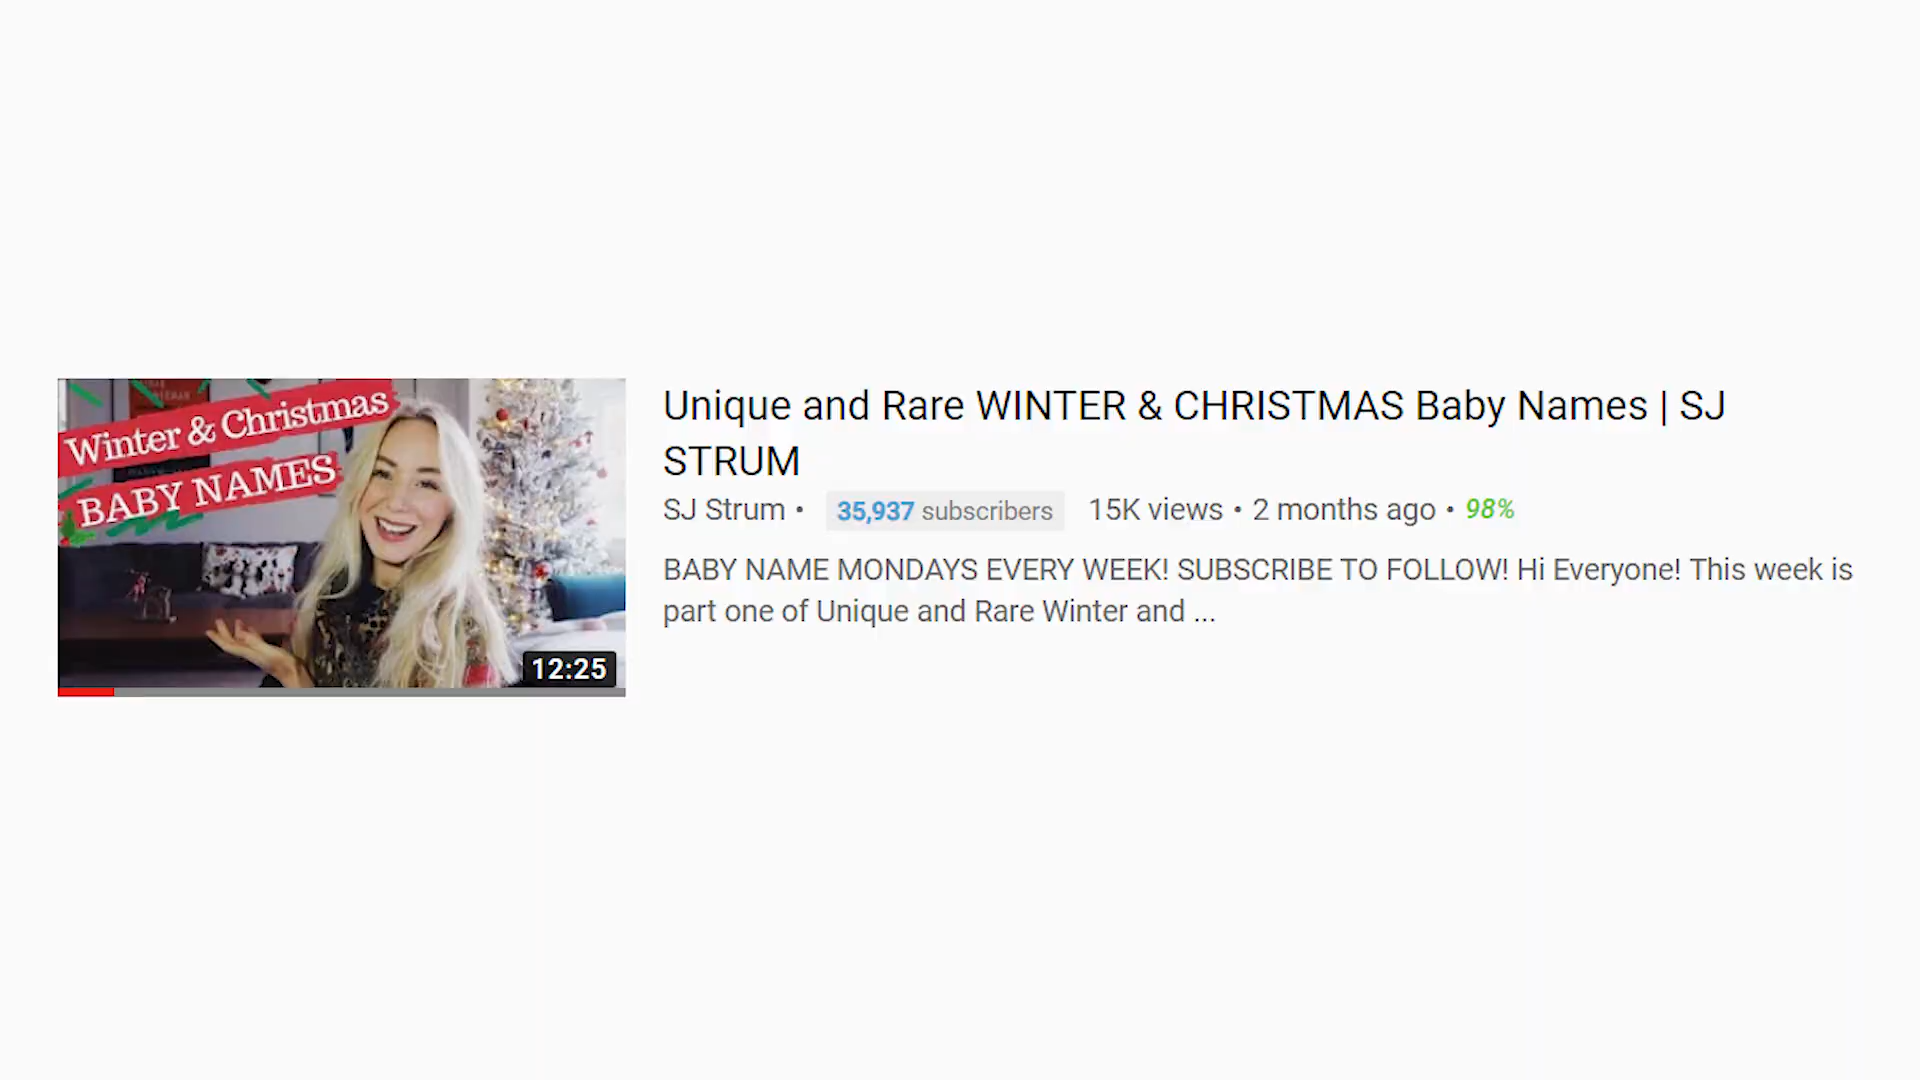 Winter & Christmas
BABY NAMES
12:25
Unique and Rare WINTER & CHRISTMAS Baby Names | SJ
STRUM
SJ Strum • 35,937 subscribers 15K views • 2 months ago • 98%
BABY NAME MONDAYS EVERY WEEK! SUBSCRIBE TO FOLLOW! Hi Everyone! This week is
part one of Unique and Rare Winter and ...